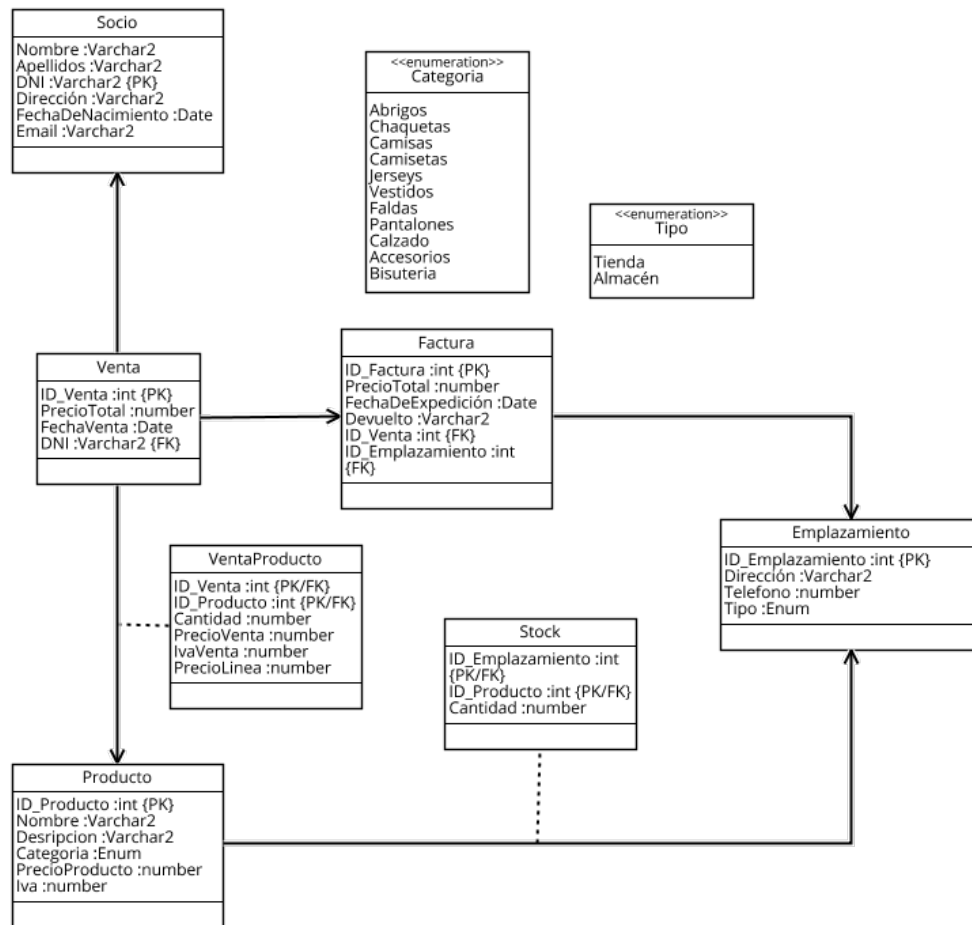 Socio
Nombre :Varchar2
Apellidos :Varchar2
DNI :Varchar2 {PK}
Dirección :Varchar2
FechaDeNacimiento :Date
Email :Varchar2
<<enumeration>>
Categoria
Abrigos
Chaquetas
Camisas
Camisetas
Jerseys
Vestidos
Faldas
Pantalones
Calzado
Accesorios
Bisuteria
<<enumeration>>
Tipo
Tienda
Almacén
Venta
ID_Venta :int {PK}
PrecioTotal :number
FechaVenta :Date
DNI :Varchar2 {FK}
Factura
ID_Factura :int {PK}
PrecioTotal :number
FechaDeExpedición :Date
Devuelto :Varchar2
ID_Venta :int {FK}
ID_Emplazamiento :int
{FK}
Emplazamiento
ID_Emplazamiento :int {PK}
Dirección :Varchar2
Telefono :number
Tipo :Enum
VentaProducto
ID_Venta :int {PK/FK}
ID_Producto :int {PK/FK}
Cantidad :number
PrecioVenta :number
IvaVenta :number
PrecioLinea :number
Stock
ID_Emplazamiento :int
{PK/FK}
ID_Producto :int {PK/FK}
Cantidad :number
Producto
ID_Producto :int {PK}
Nombre :Varchar2
Desripcion :Varchar2
Categoria :Enum
PrecioProducto :number
Iva :number